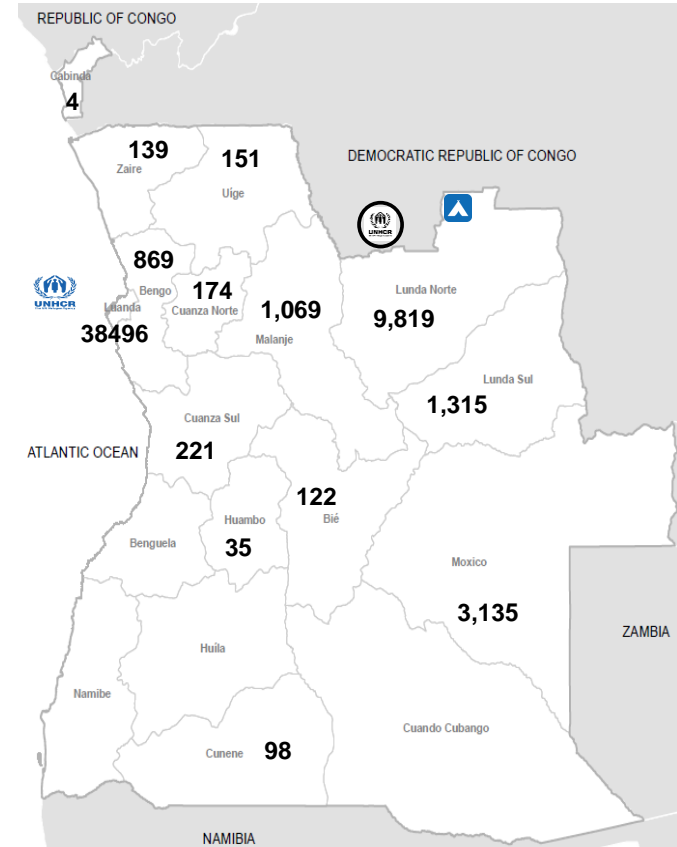 REPUBLIC OF CONGO
Cabinda
4
139
Zaire
151
Uíge
DEMOCRATIC REPUBLIC OF CONGO
UNHCR
869
Bengo
174
Cuanza Norte
1,069
Malanje
Lunda Norte
9,819
UNHCR
Luanda
38496
Lunda Sul
1,315
Cuanza Sul
221
ATLANTIC OCEAN
122
Bié
Huambo
35
Benguela
Moxico
3,135
ZAMBIA
Huíla
Namibe
Cuando Cubango
Cunene 98
NAMIBIA